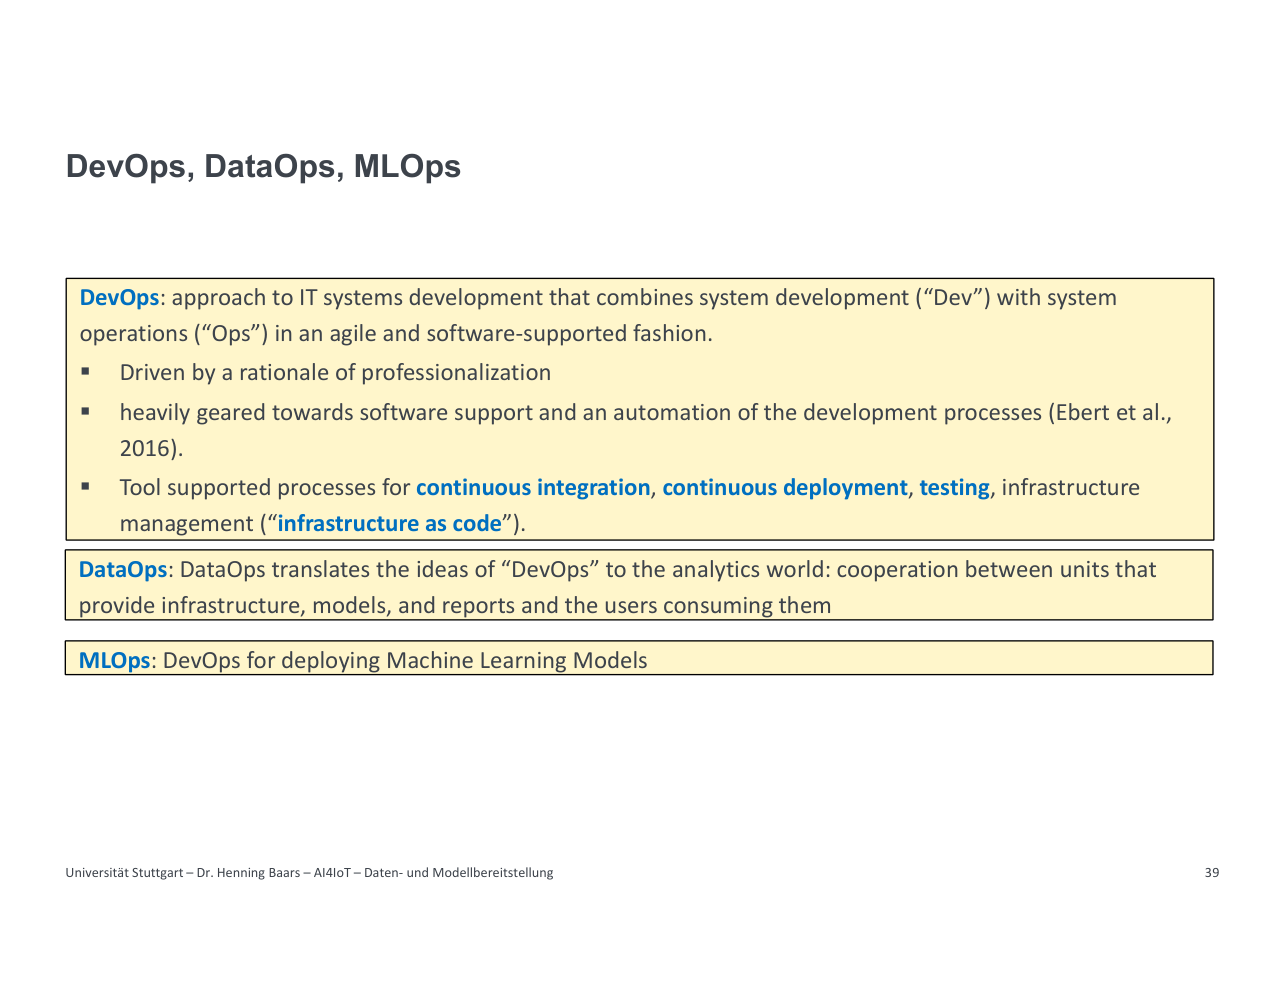 DevOps, DataOps, MLOps
DevOps: approach to IT systems development that combines system development (“Dev”) with system
operations (“Ops”) in an agile and software-supported fashion.
▪ Driven by a rationale of professionalization
▪ heavily geared towards software support and an automation of the development processes (Ebert et al.,
2016).
▪ Tool supported processes for continuous integration, continuous deployment, testing, infrastructure
management (“infrastructure as code”).
DataOps: DataOps translates the ideas of “DevOps” to the analytics world: cooperation between units that
provide infrastructure, models, and reports and the users consuming them
MLOps: DevOps for deploying Machine Learning Models
Universität Stuttgart – Dr. Henning Baars – AI4IoT – Daten- und Modellbereitstellung 39